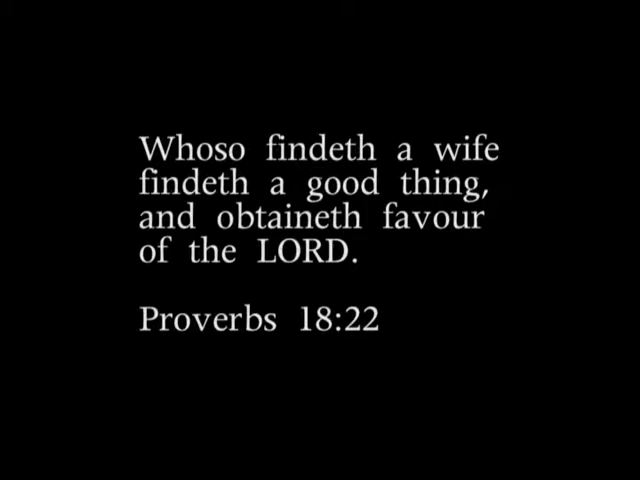 Whoso findeth a wife
findeth a good thing,
and obtaineth favour
of the LORD.
Proverbs 18:22